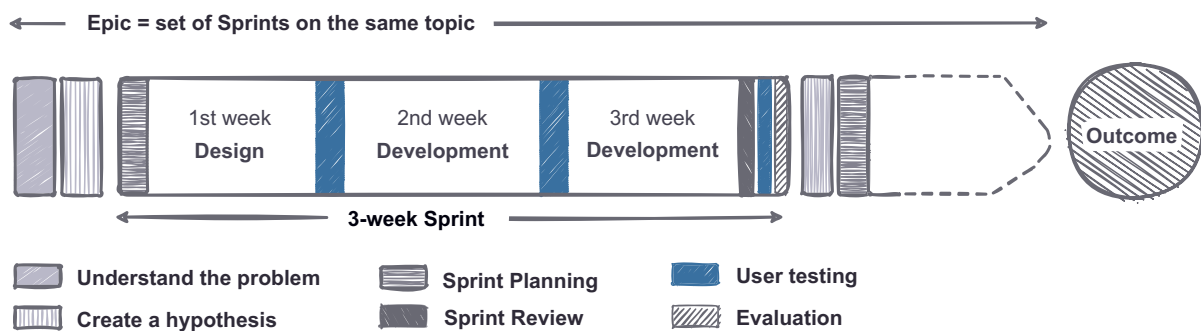 Epic = set of Sprints on the same topic
1st week
Design
2nd week
Development
3rd week
Development
Outcome
3-week Sprint
Understand the problem
Sprint Planning
User testing
Create a hypothesis
Sprint Review
Evaluation